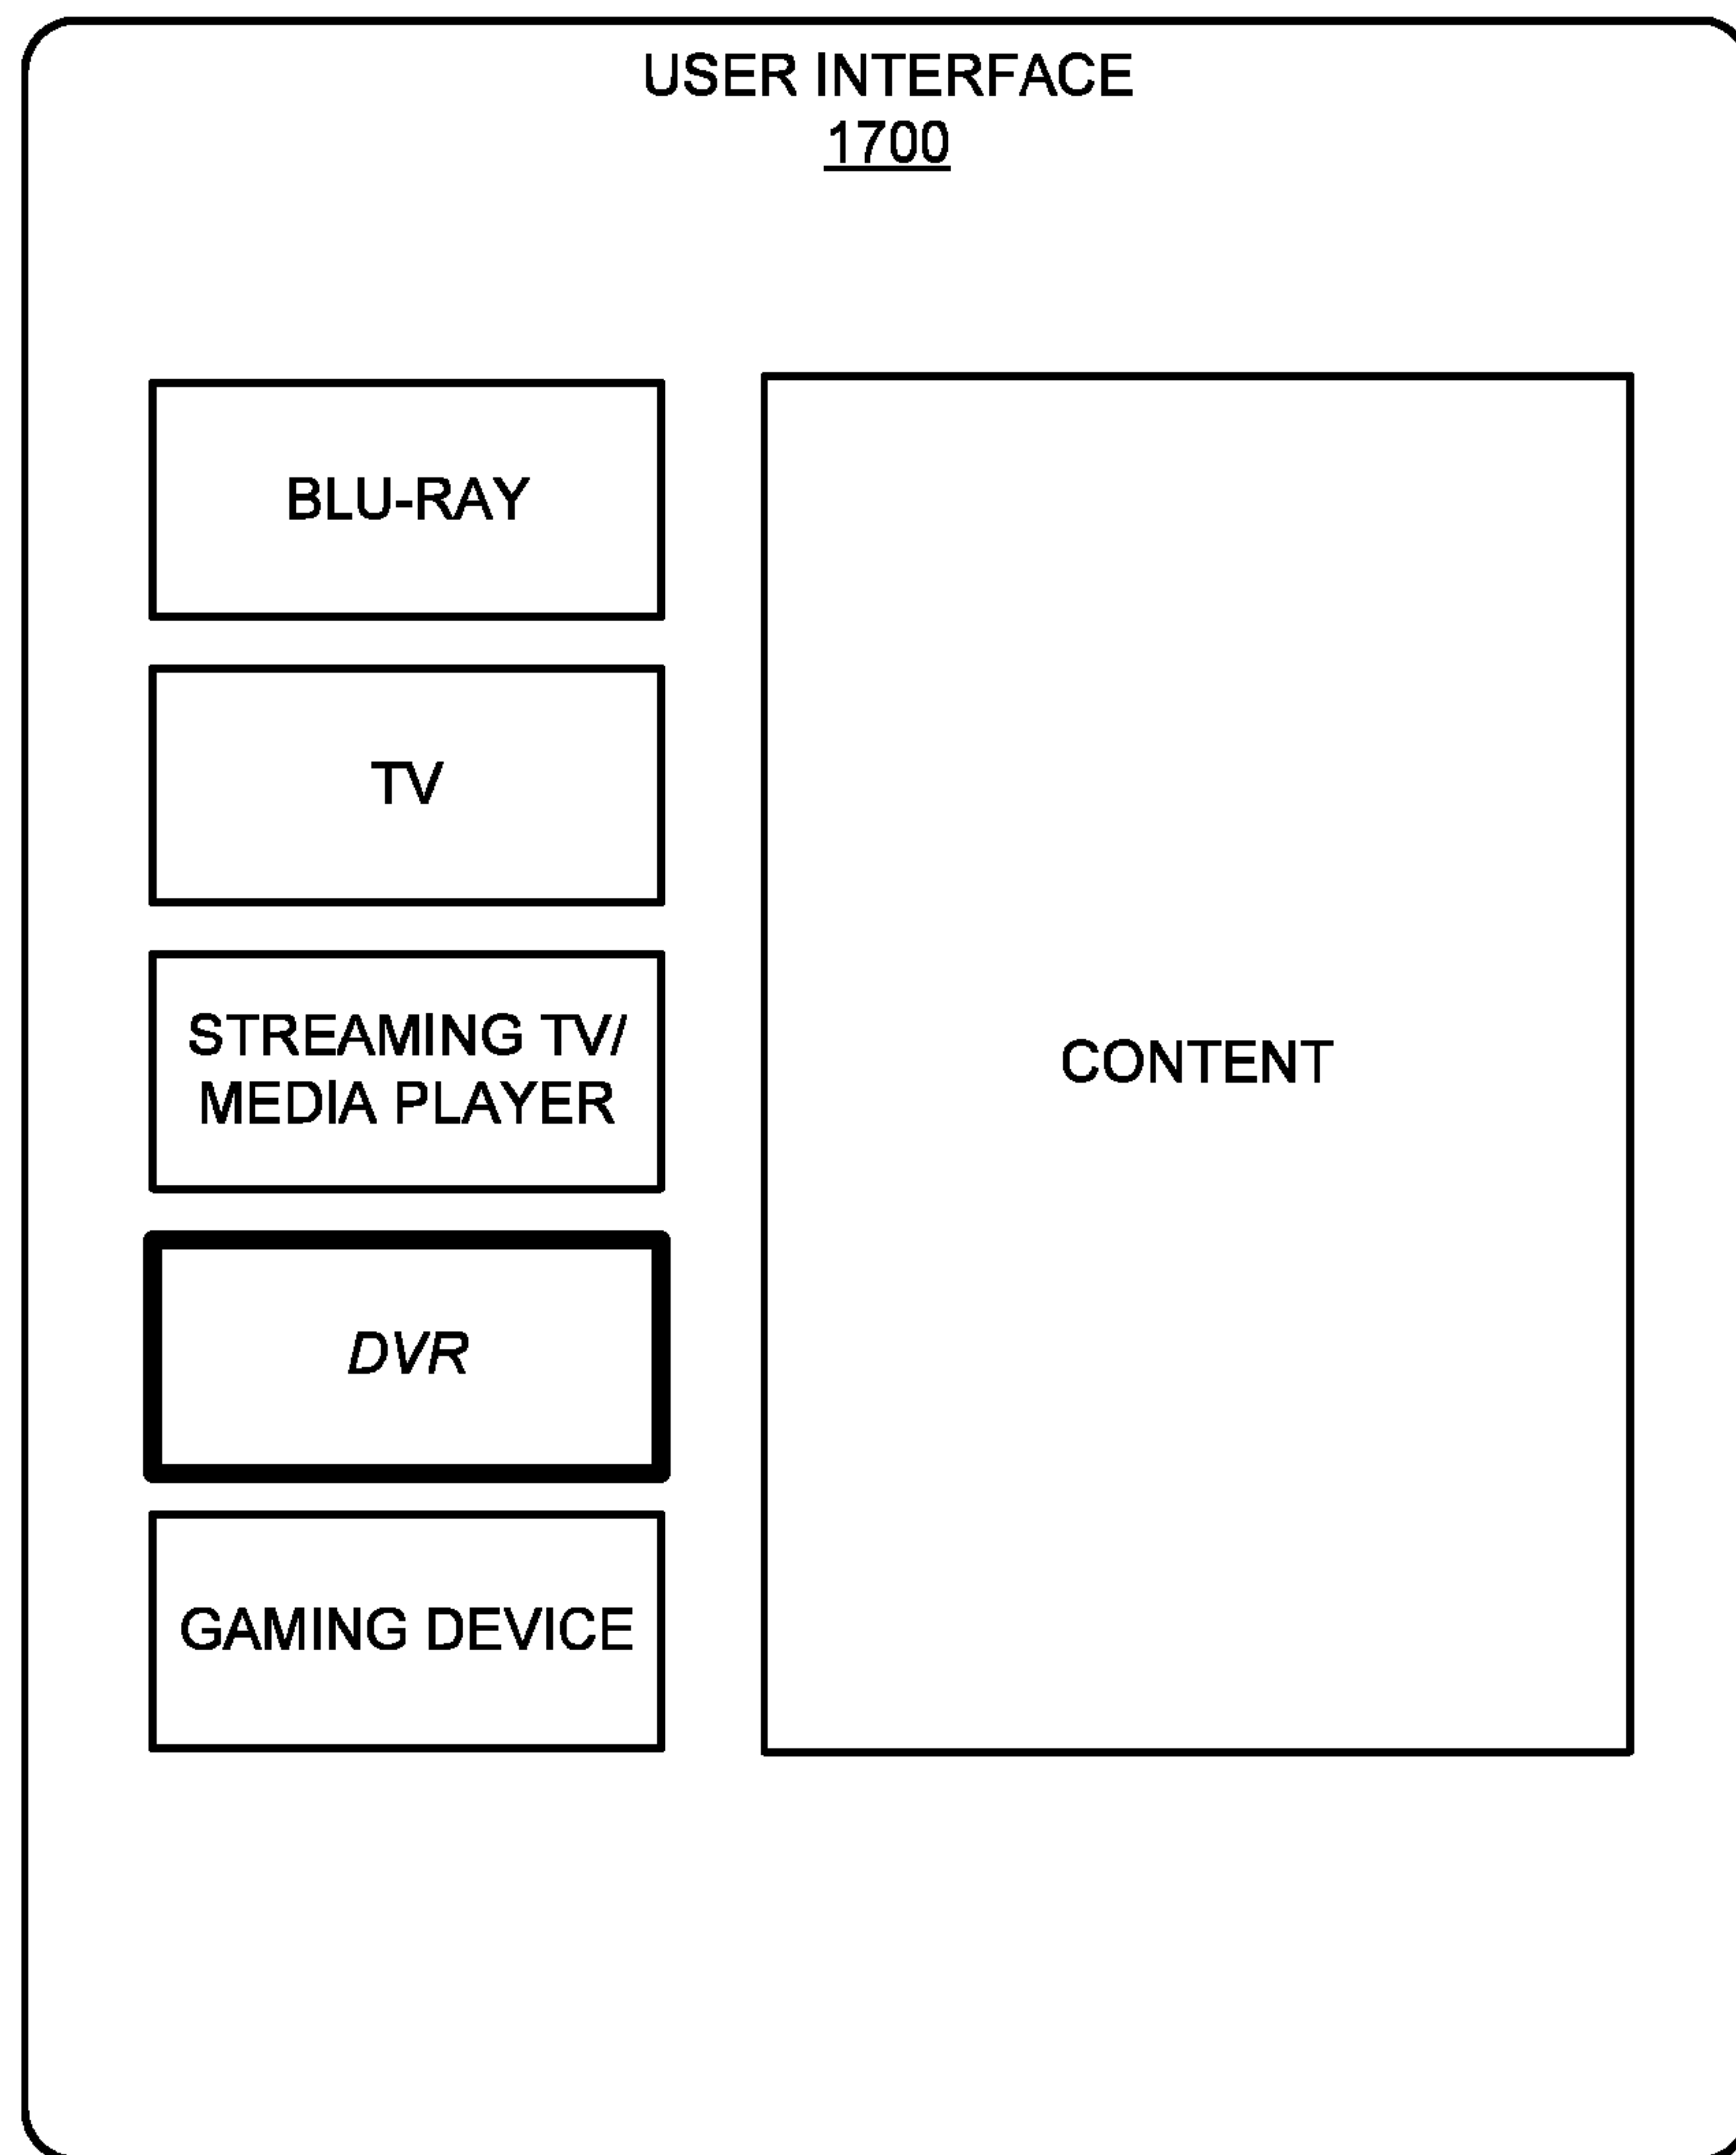 USER INTERFACE
1700
BLU-RAY
TV
STREAMING TV/
MEDIA PLAYER
DVR
GAMING DEVICE
CONTENT